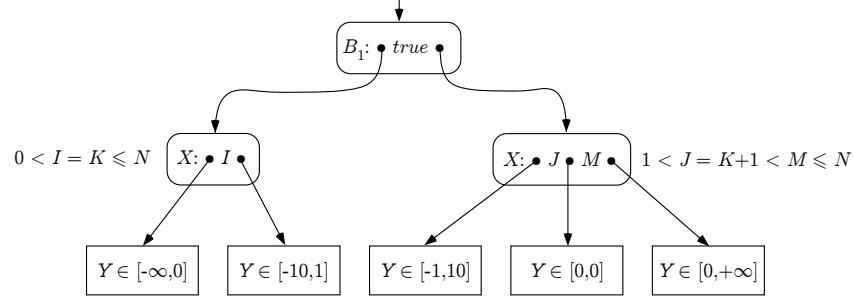 B₁: • true •
0 < I = K ⩽ N X: • I • X: • J • M • 1 < J = K+1 < M ⩽ N
Y ∈ [-∞,0] Y ∈ [-10,1] Y ∈ [-1,10] Y ∈ [0,0] Y ∈ [0,+∞]